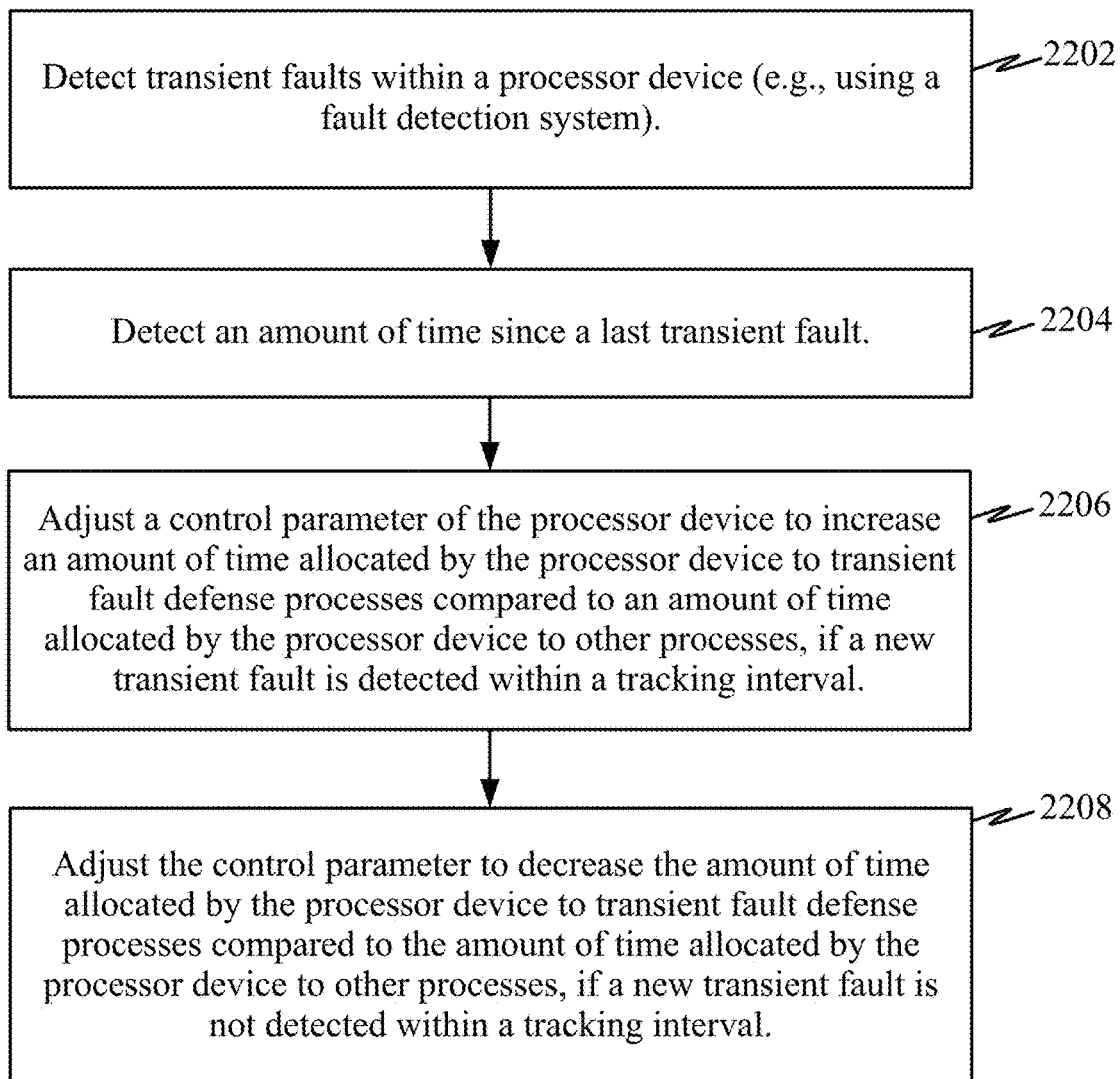 Detect transient faults within a processor device (e.g., using a
fault detection system).
2202
Detect an amount of time since a last transient fault.
2204
Adjust a control parameter of the processor device to increase
an amount of time allocated by the processor device to transient
fault defense processes compared to an amount of time
allocated by the processor device to other processes, if a new
transient fault is detected within a tracking interval.
2206
Adjust the control parameter to decrease the amount of time
allocated by the processor device to transient fault defense
processes compared to the amount of time allocated by the
processor device to other processes, if a new transient fault is
not detected within a tracking interval.
2208